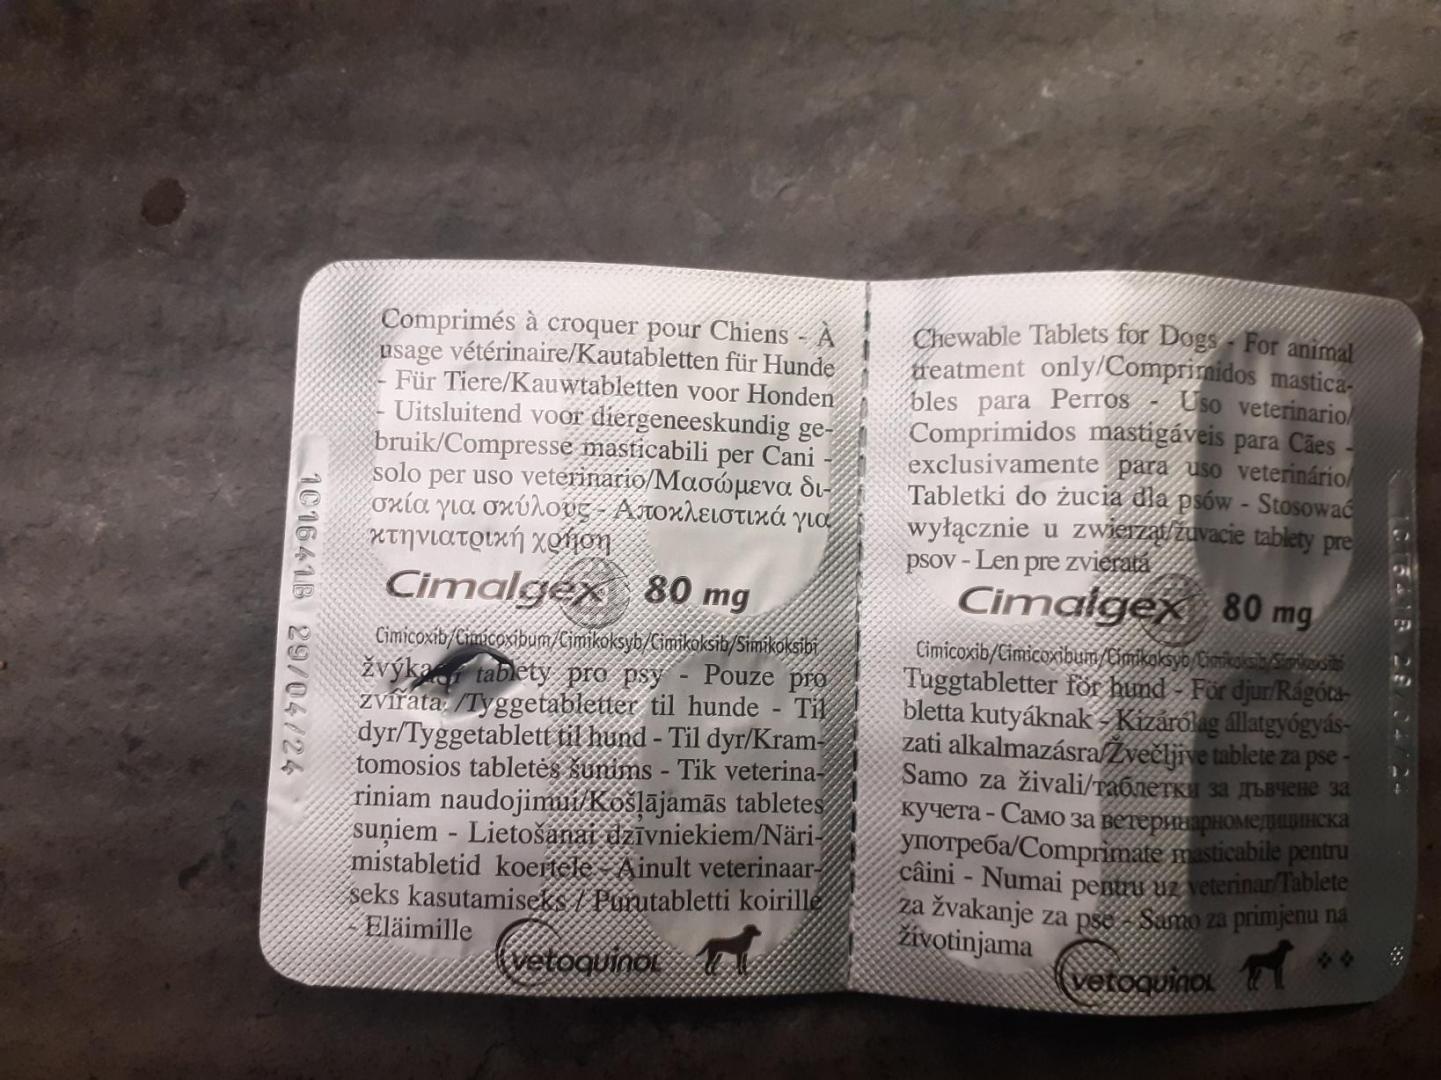 Comprimés à croquer pour Chiens - À
usage vétérinaire/Kautabletten für Hunde
- Für Tiere/Kauwtabletten voor Honden
- Uitsluitend voor diergeneeskundig ge-
bruik/Compresse masticabili per Cani -
solo per uso veterinario/Μασώμενα δι-
σκία για σκύλους - Αποκλειστικά για
κτηνιατρική χρήση
Cimalgex 80 mg
Cimicoxib/Cimicoxibum/Cimikoksyb/Cimikoksib/Simikoksibi
tablety pro psy - Pouze pro
zvířata /Tyggetabletter til hunde - Til
dyr/Tyggetablett til hund - Til dyr/Kram-
tomosios tabletės šunims - Tik veterina-
riniam naudojimui/Košļājamās tabletes
suņiem - Lietošanai dzīvniekiem/Näri-
mistabletid koertele - Ainult veterinaar-
seks kasutamiseks / Purutabletti koirille
- Eläimille
vetoquinol
1C1641B 29/04/24
Chewable Tablets for Dogs - For animal
treatment only/Comprimidos mastica-
bles para Perros - Uso veterinario/
Comprimidos mastigáveis para Cães -
exclusivamente para uso veterinário/
Tabletki do żucia dla psów - Stosować
wyłącznie u zwierząt/žuvacie tablety pre
psov - Len pre zvieratá
Cimalgex 80 mg
Cimicoxib/Cimicoxibum/Cimikoksyb/Cimikoksib/Simikoksibi
Tuggtabletter för hund - För djur/Rágóta-
bletta kutyáknak - Kizárólag állatgyógyás-
zati alkalmazásra/Žvečljive tablete za pse -
Samo za živali/таблетки за дъвчене за
кучета - Само за ветеринарномедицинска
употреба/Comprimate masticabile pentru
câini - Numai pentru uz veterinar/Tablete
za žvakanje za pse - Samo za primjenu na
životinjama
vetoquinol